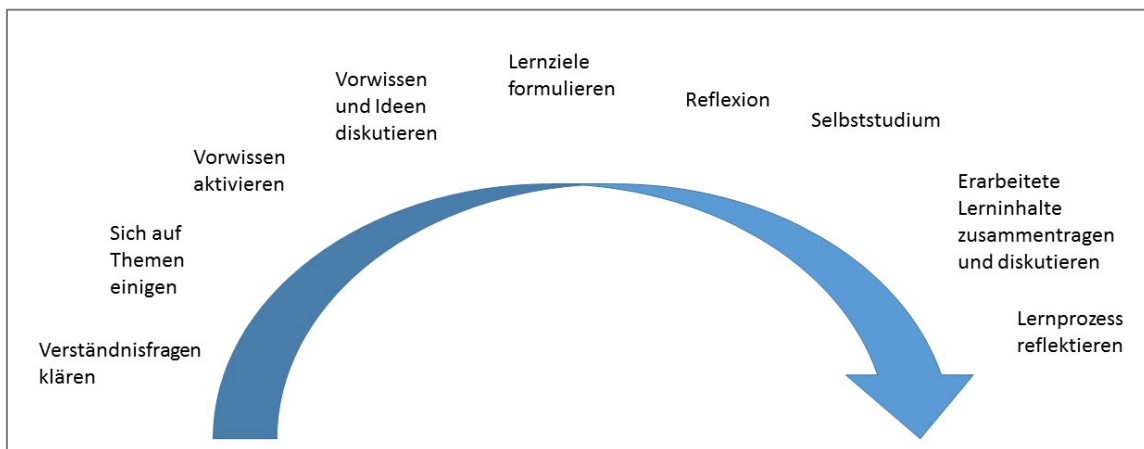 Verständnisfragen
klären
Sich auf
Themen
einigen
Vorwissen
aktivieren
Vorwissen
und Ideen
diskutieren
Lernziele
formulieren
Reflexion
Selbststudium
Erarbeitete
Lerninhalte
zusammentragen
und diskutieren
Lernprozess
reflektieren